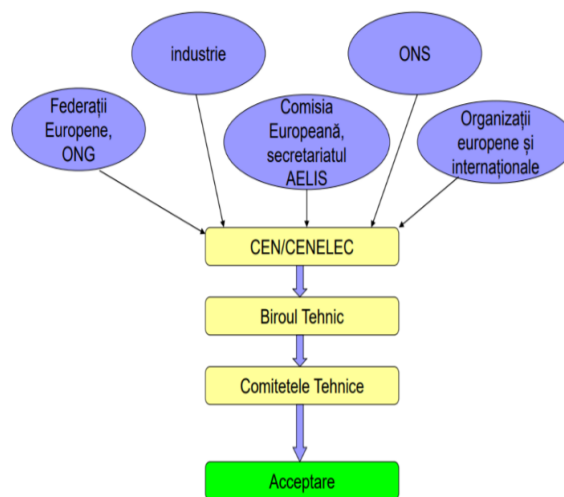 industrie
ONS
Federații
Europene,
ONG
Comisia
Europeană,
secretariatul
AELIS
Organizații
europene și
internaționale
CEN/CENELEC
Biroul Tehnic
Comitetele Tehnice
Acceptare